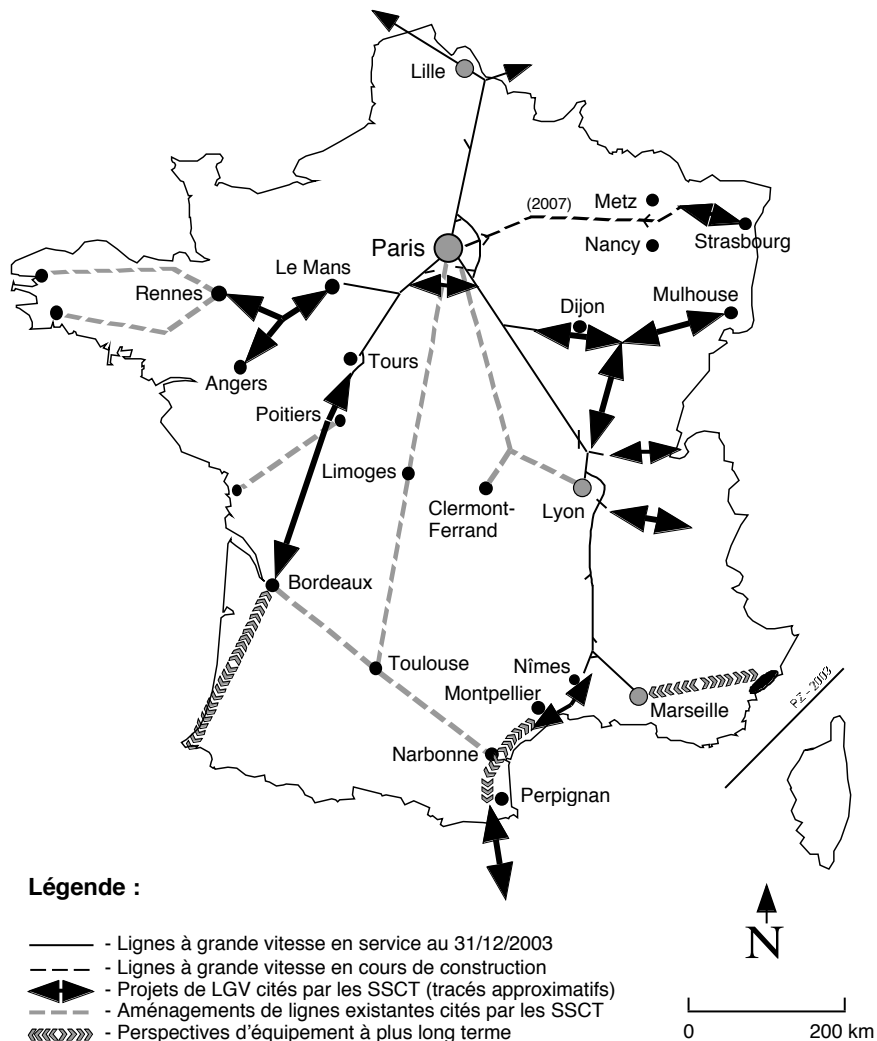 Lille
(2007)
Metz
Paris
Nancy
Strasbourg
Le Mans
Rennes
Dijon
Mulhouse
Tours
Angers
Poitiers
Limoges
Clermont-
Ferrand
Lyon
Bordeaux
Toulouse
Nîmes
Montpellier
Marseille
PZ-2003
Narbonne
Perpignan
Légende :
- Lignes à grande vitesse en service au 31/12/2003
- Lignes à grande vitesse en cours de construction
- Projets de LGV cités par les SSCT (tracés approximatifs)
- Aménagements de lignes existantes cités par les SSCT
- Perspectives d'équipement à plus long terme
N
0 200 km